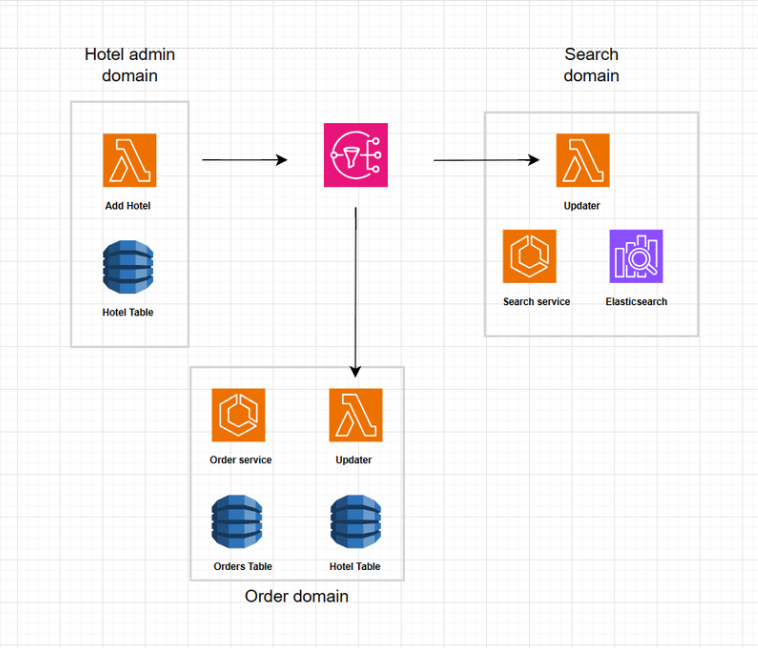 Hotel admin
domain
Search
domain
Add Hotel
Updater
Hotel Table
Search service
Elasticsearch
Order service
Updater
Orders Table
Hotel Table
Order domain